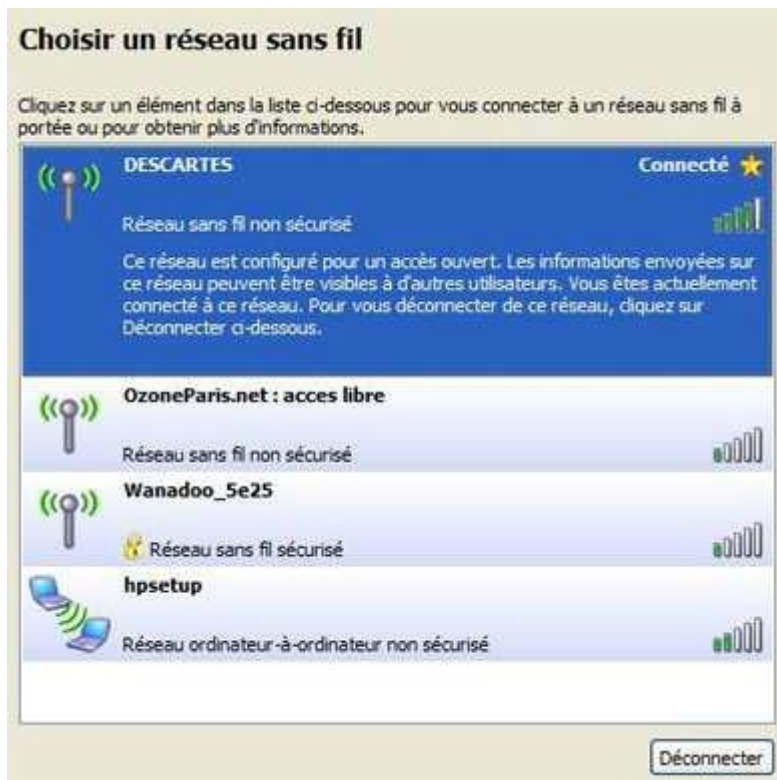 Choisir un réseau sans fil
Cliquez sur un élément dans la liste ci-dessous pour vous connecter à un réseau sans fil à
portée ou pour obtenir plus d'informations.
DESCARTES Connecté
Réseau sans fil non sécurisé
Ce réseau est configuré pour un accès ouvert. Les informations envoyées sur
ce réseau peuvent être visibles à d'autres utilisateurs. Vous êtes actuellement
connecté à ce réseau. Pour vous déconnecter de ce réseau, cliquez sur
Déconnecter ci-dessous.
OzoneParis.net : acces libre
Réseau sans fil non sécurisé
Wanadoo_5e25
Réseau sans fil sécurisé
hpsetup
Réseau ordinateur-à-ordinateur non sécurisé
Déconnecter